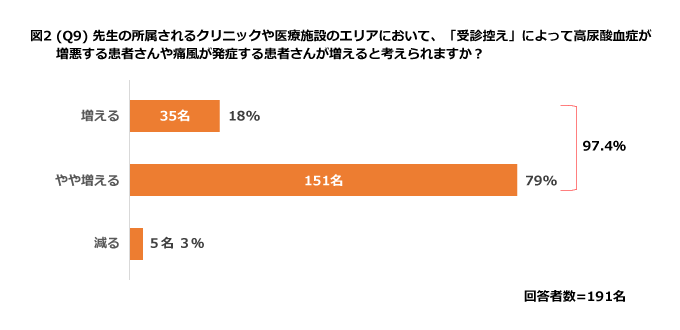 図2 (Q9) 先生の所属されるクリニックや医療施設のエリアにおいて、「受診控え」によって高尿酸血症が
増悪する患者さんや痛風が発症する患者さんが増えると考えられますか？
増える 35名 18%
97.4%
やや増える 151名 79%
減る 5名 3%
回答者数=191名